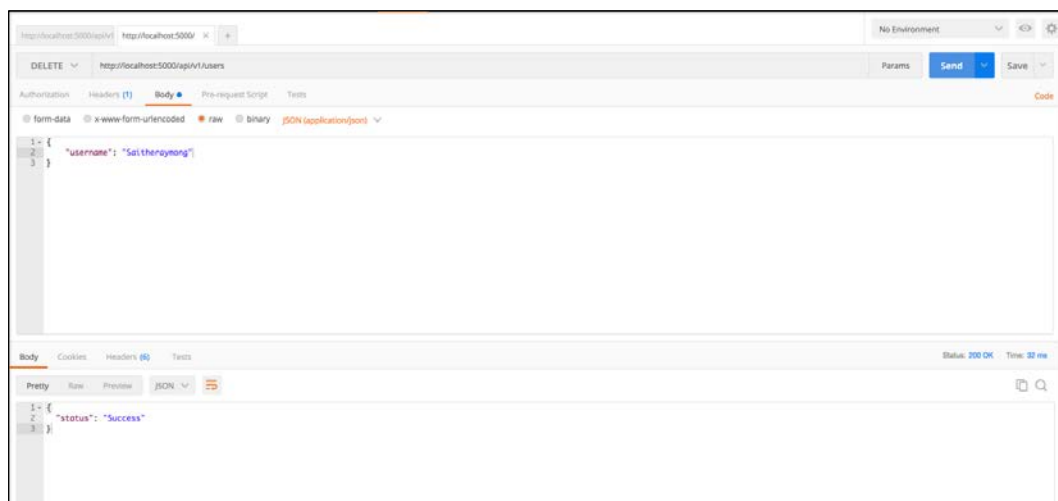 http://localhost:5000/api/v1 http://localhost:5000/ × + No Environment
DELETE http://localhost:5000/api/v1/users Params Send Save
Authorization Headers (1) Body Pre-request Script Tests Code
form-data x-www-form-urlencoded raw binary JSON (application/json)
1 {
2 "username": "Saitheraymong"
3 }
Body Cookies Headers (6) Tests Status: 200 OK Time: 32 ms
Pretty Raw Preview JSON
1 {
2 "status": "Success"
3 }